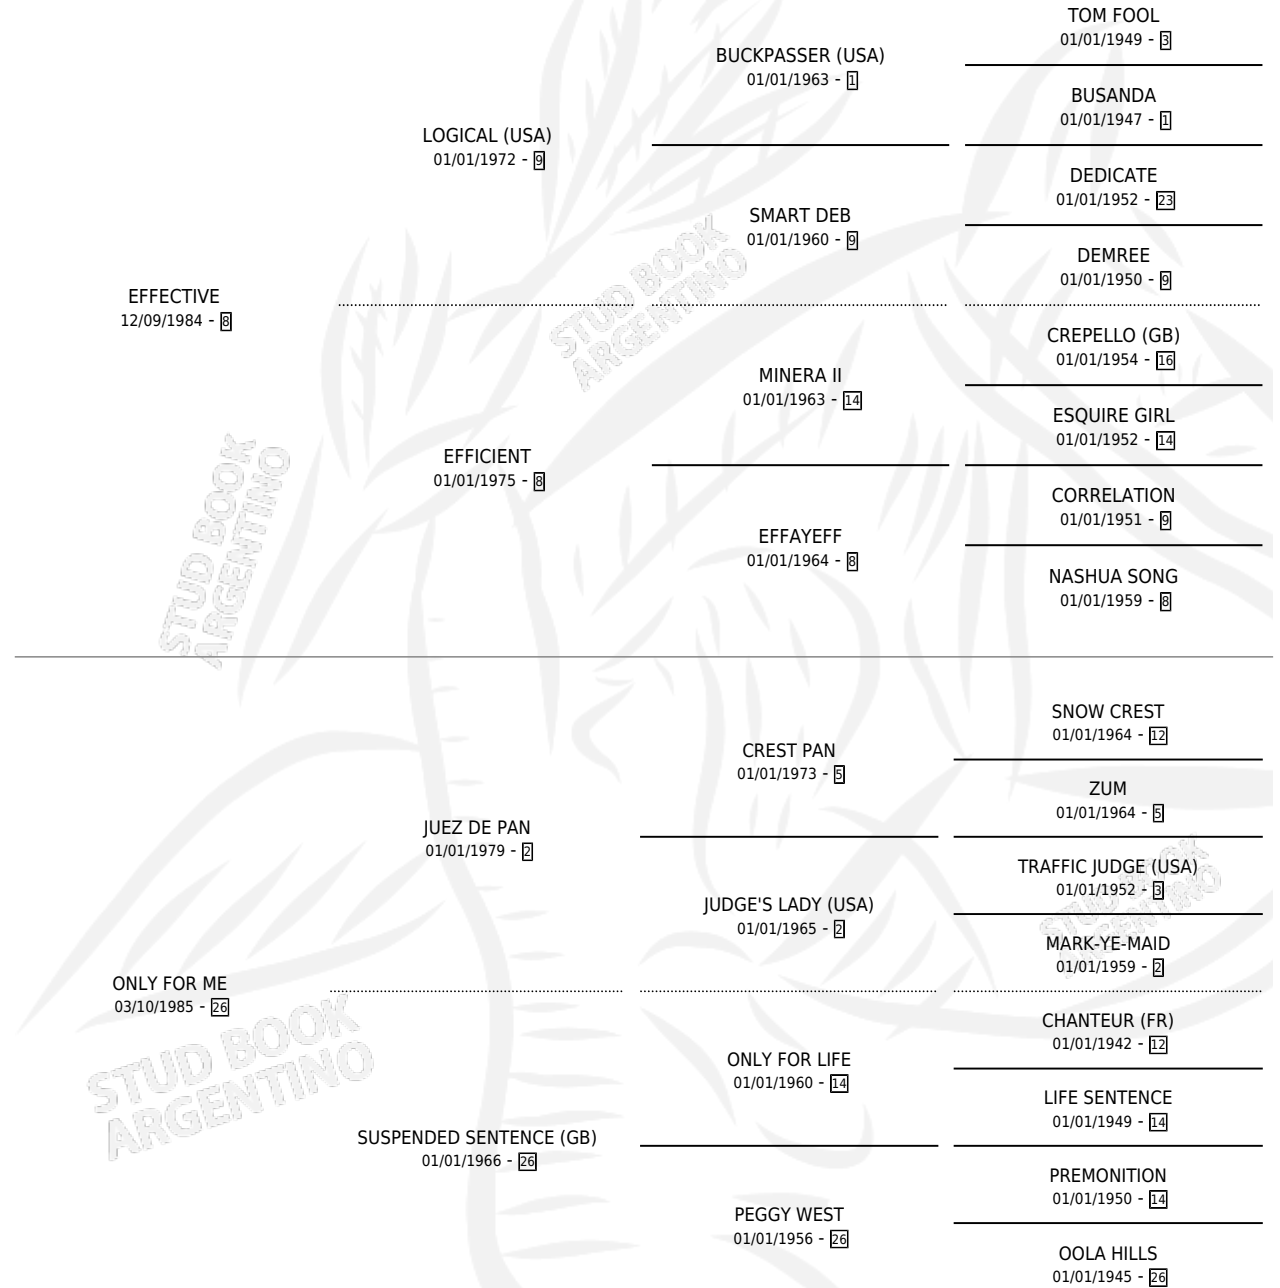 TOM FOOL
01/01/1949 - 3
BUCKPASSER (USA)
01/01/1963 - 1
BUSANDA
01/01/1947 - 1
LOGICAL (USA)
01/01/1972 - 9
DEDICATE
01/01/1952 - 23
SMART DEB
01/01/1960 - 9
DEMREE
01/01/1950 - 9
EFFECTIVE
12/09/1984 - 8
STUD BOOK
ARGENTINO
CREPELLO (GB)
01/01/1954 - 16
MINERA II
01/01/1963 - 14
ESQUIRE GIRL
01/01/1952 - 14
EFFICIENT
01/01/1975 - 8
CORRELATION
01/01/1951 - 9
EFFAYEFF
01/01/1964 - 8
NASHUA SONG
01/01/1959 - 8
STUD BOOK
ARGENTINO
SNOW CREST
01/01/1964 - 12
CREST PAN
01/01/1973 - 5
ZUM
01/01/1964 - 5
JUEZ DE PAN
01/01/1979 - 2
TRAFFIC JUDGE (USA)
01/01/1952 - 3
JUDGE'S LADY (USA)
01/01/1965 - 2
STUD BOOK
ARGENTINO
MARK-YE-MAID
01/01/1959 - 2
ONLY FOR ME
03/10/1985 - 26
CHANTEUR (FR)
01/01/1942 - 12
ONLY FOR LIFE
01/01/1960 - 14
LIFE SENTENCE
01/01/1949 - 14
STUD BOOK
ARGENTINO
SUSPENDED SENTENCE (GB)
01/01/1966 - 26
PREMONITION
01/01/1950 - 14
PEGGY WEST
01/01/1956 - 26
OOLA HILLS
01/01/1945 - 26